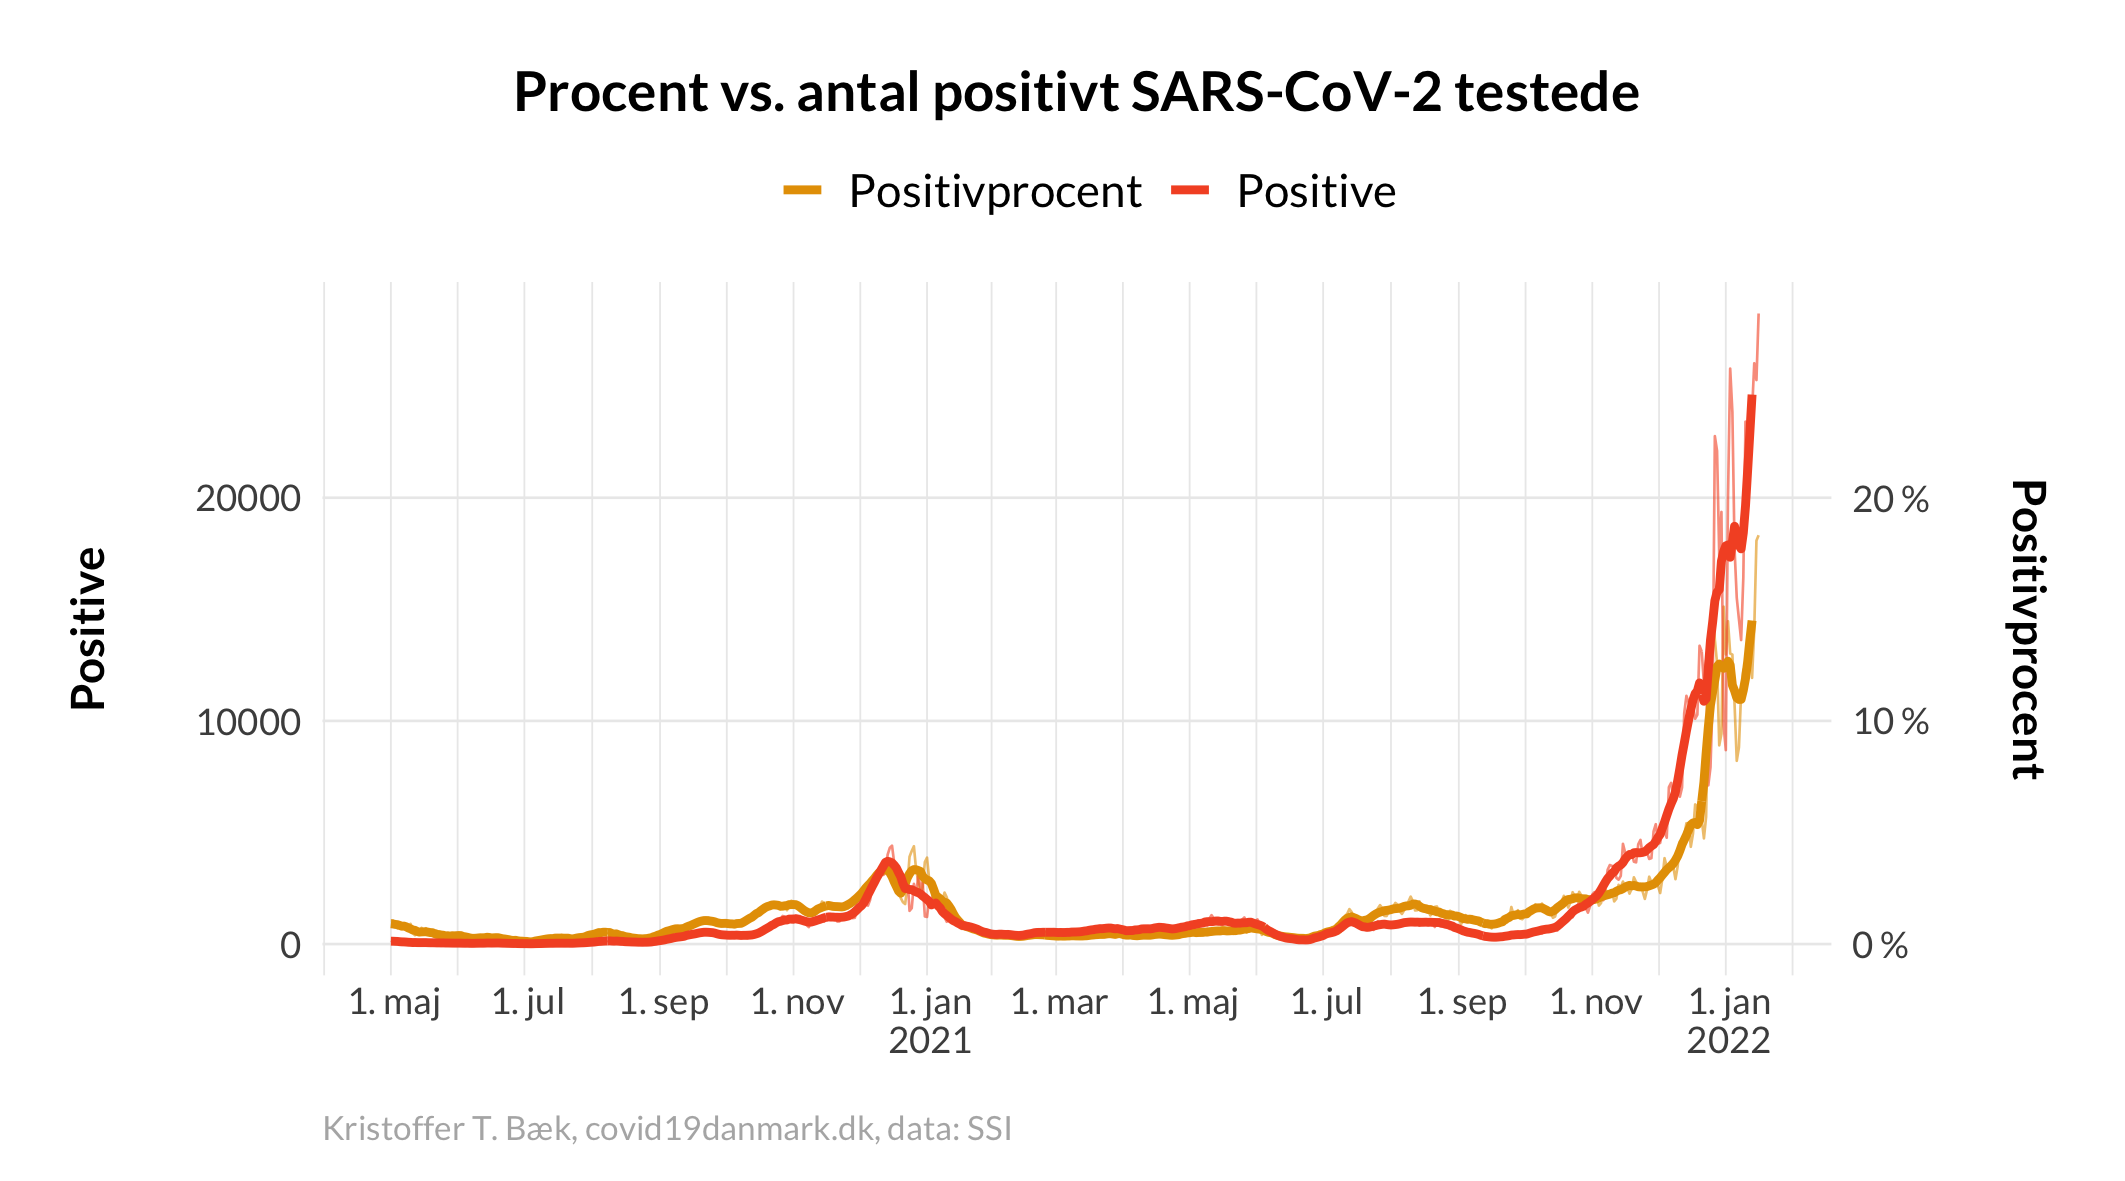 Procent vs. antal positivt SARS-CoV-2 testede
Positivprocent Positive
Positive
20000
10000
0
20 %
10 %
0 %
Positivprocent
1. maj 1. jul 1. sep 1. nov 1. jan 1. mar 1. maj 1. jul 1. sep 1. nov 1. jan
2021 2022
Kristoffer T. Bæk, covid19danmark.dk, data: SSI